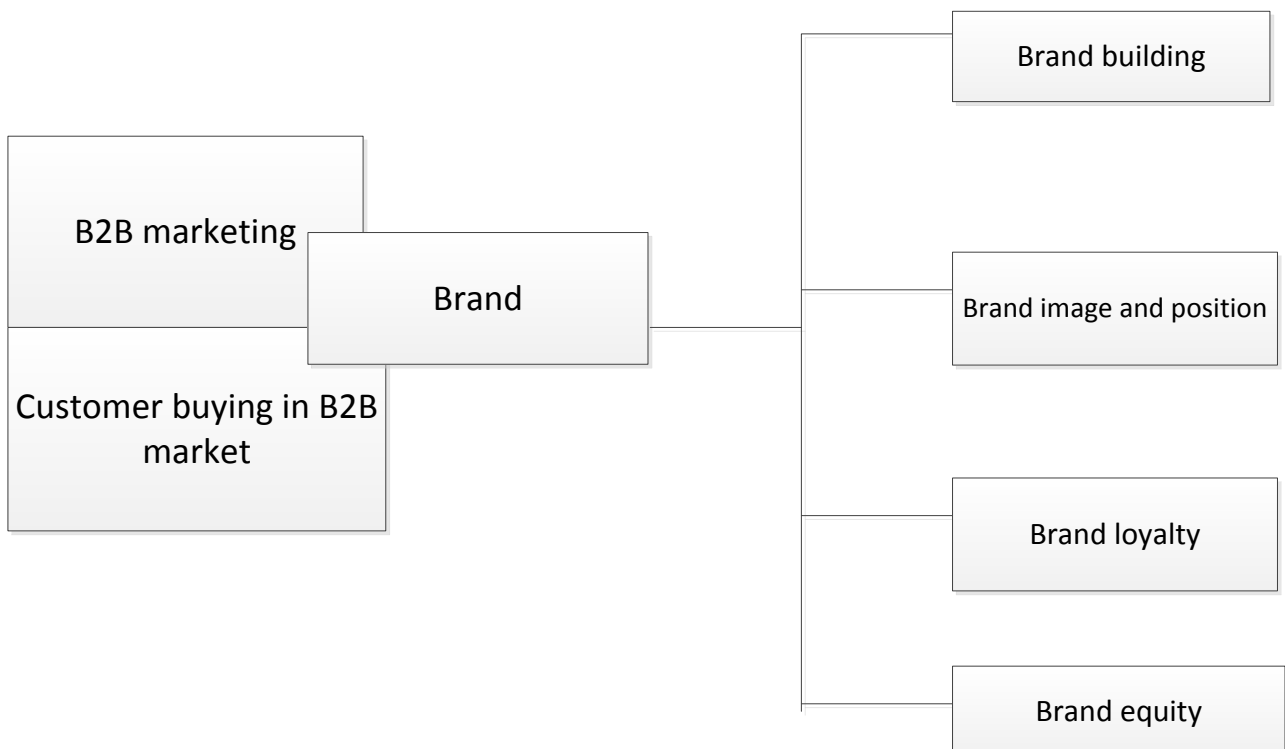 B2B marketing
Customer buying in B2B
market
Brand
Brand building
Brand image and position
Brand loyalty
Brand equity